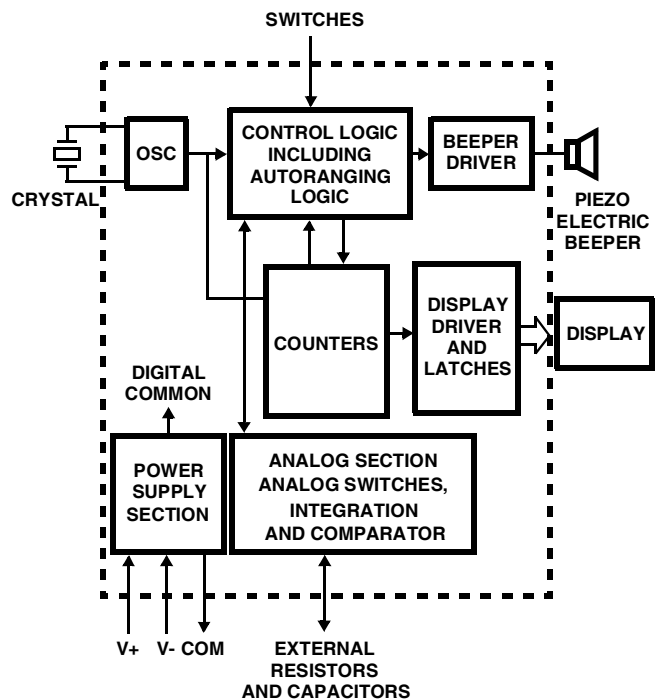 SWITCHES
CRYSTAL
OSC
CONTROL LOGIC
INCLUDING
AUTORANGING
LOGIC
BEEPER
DRIVER
PIEZO
ELECTRIC
BEEPER
COUNTERS
DISPLAY
DRIVER
AND
LATCHES
DISPLAY
DIGITAL
COMMON
POWER
SUPPLY
SECTION
ANALOG SECTION
ANALOG SWITCHES,
INTEGRATION
AND COMPARATOR
V+ V- COM
EXTERNAL
RESISTORS
AND CAPACITORS